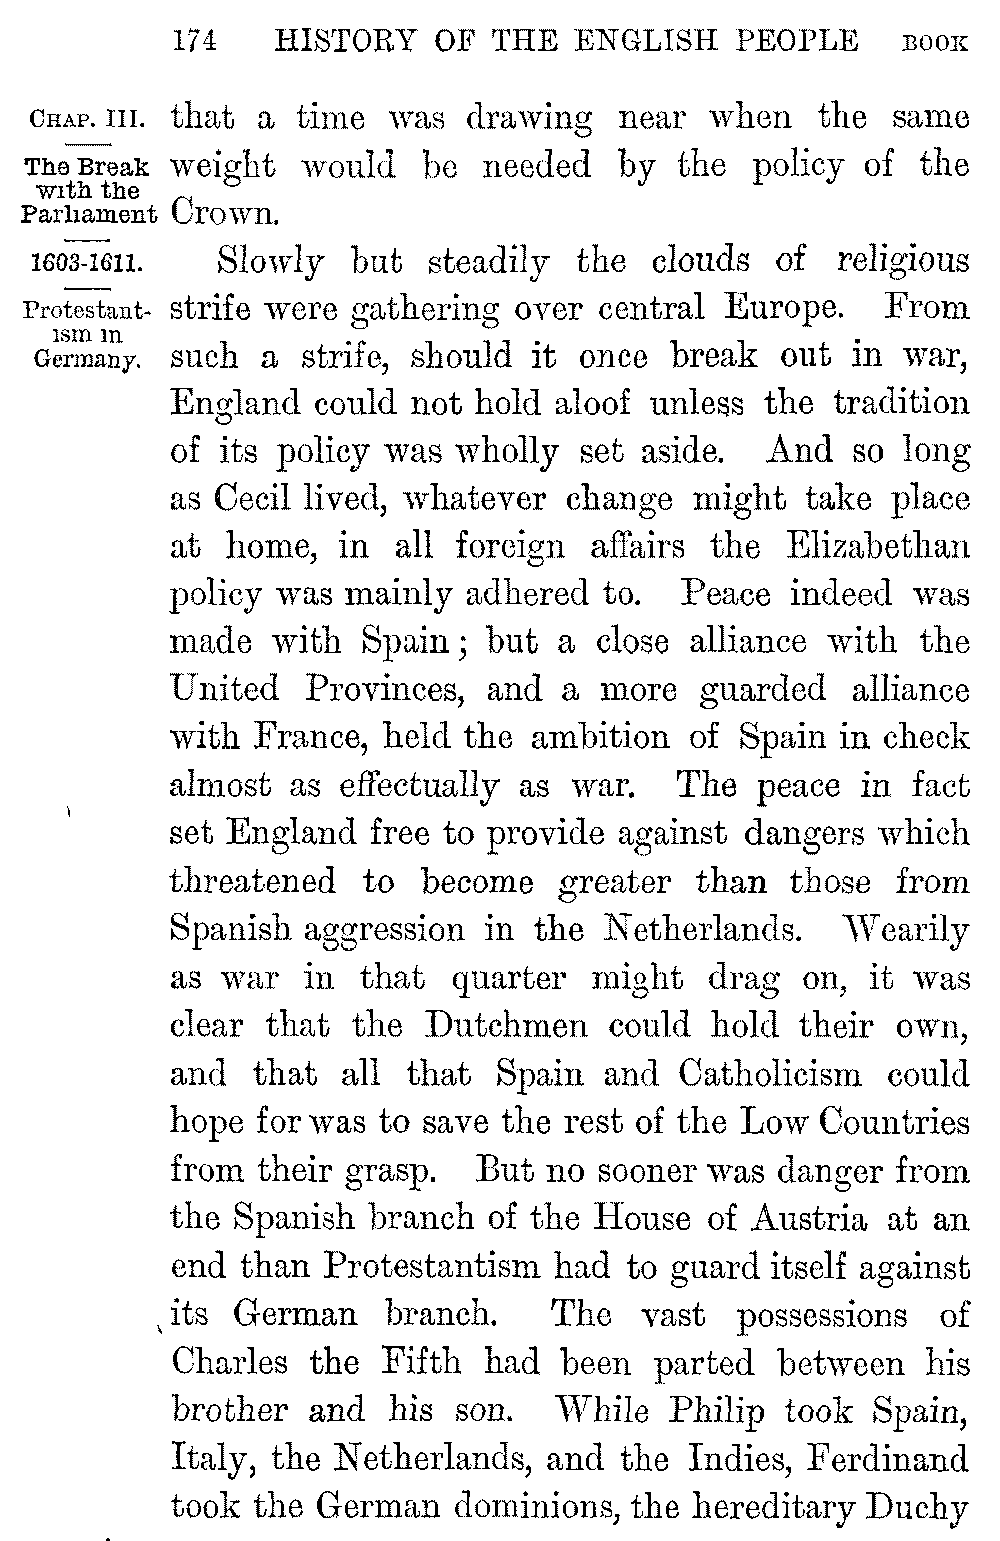 174 HISTORY OF THE ENGLISH PEOPLE BOOK
CHAP. III.
The Break
with the
Parliament
1603-1611.
Protestant-
ism in
Germany.
that a time was drawing near when the same
weight would be needed by the policy of the
Crown.
Slowly but steadily the clouds of religious
strife were gathering over central Europe. From
such a strife, should it once break out in war,
England could not hold aloof unless the tradition
of its policy was wholly set aside. And so long
as Cecil lived, whatever change might take place
at home, in all foreign affairs the Elizabethan
policy was mainly adhered to. Peace indeed was
made with Spain; but a close alliance with the
United Provinces, and a more guarded alliance
with France, held the ambition of Spain in check
almost as effectually as war. The peace in fact
set England free to provide against dangers which
threatened to become greater than those from
Spanish aggression in the Netherlands. Wearily
as war in that quarter might drag on, it was
clear that the Dutchmen could hold their own,
and that all that Spain and Catholicism could
hope for was to save the rest of the Low Countries
from their grasp. But no sooner was danger from
the Spanish branch of the House of Austria at an
end than Protestantism had to guard itself against
its German branch. The vast possessions of
Charles the Fifth had been parted between his
brother and his son. While Philip took Spain,
Italy, the Netherlands, and the Indies, Ferdinand
took the German dominions, the hereditary Duchy